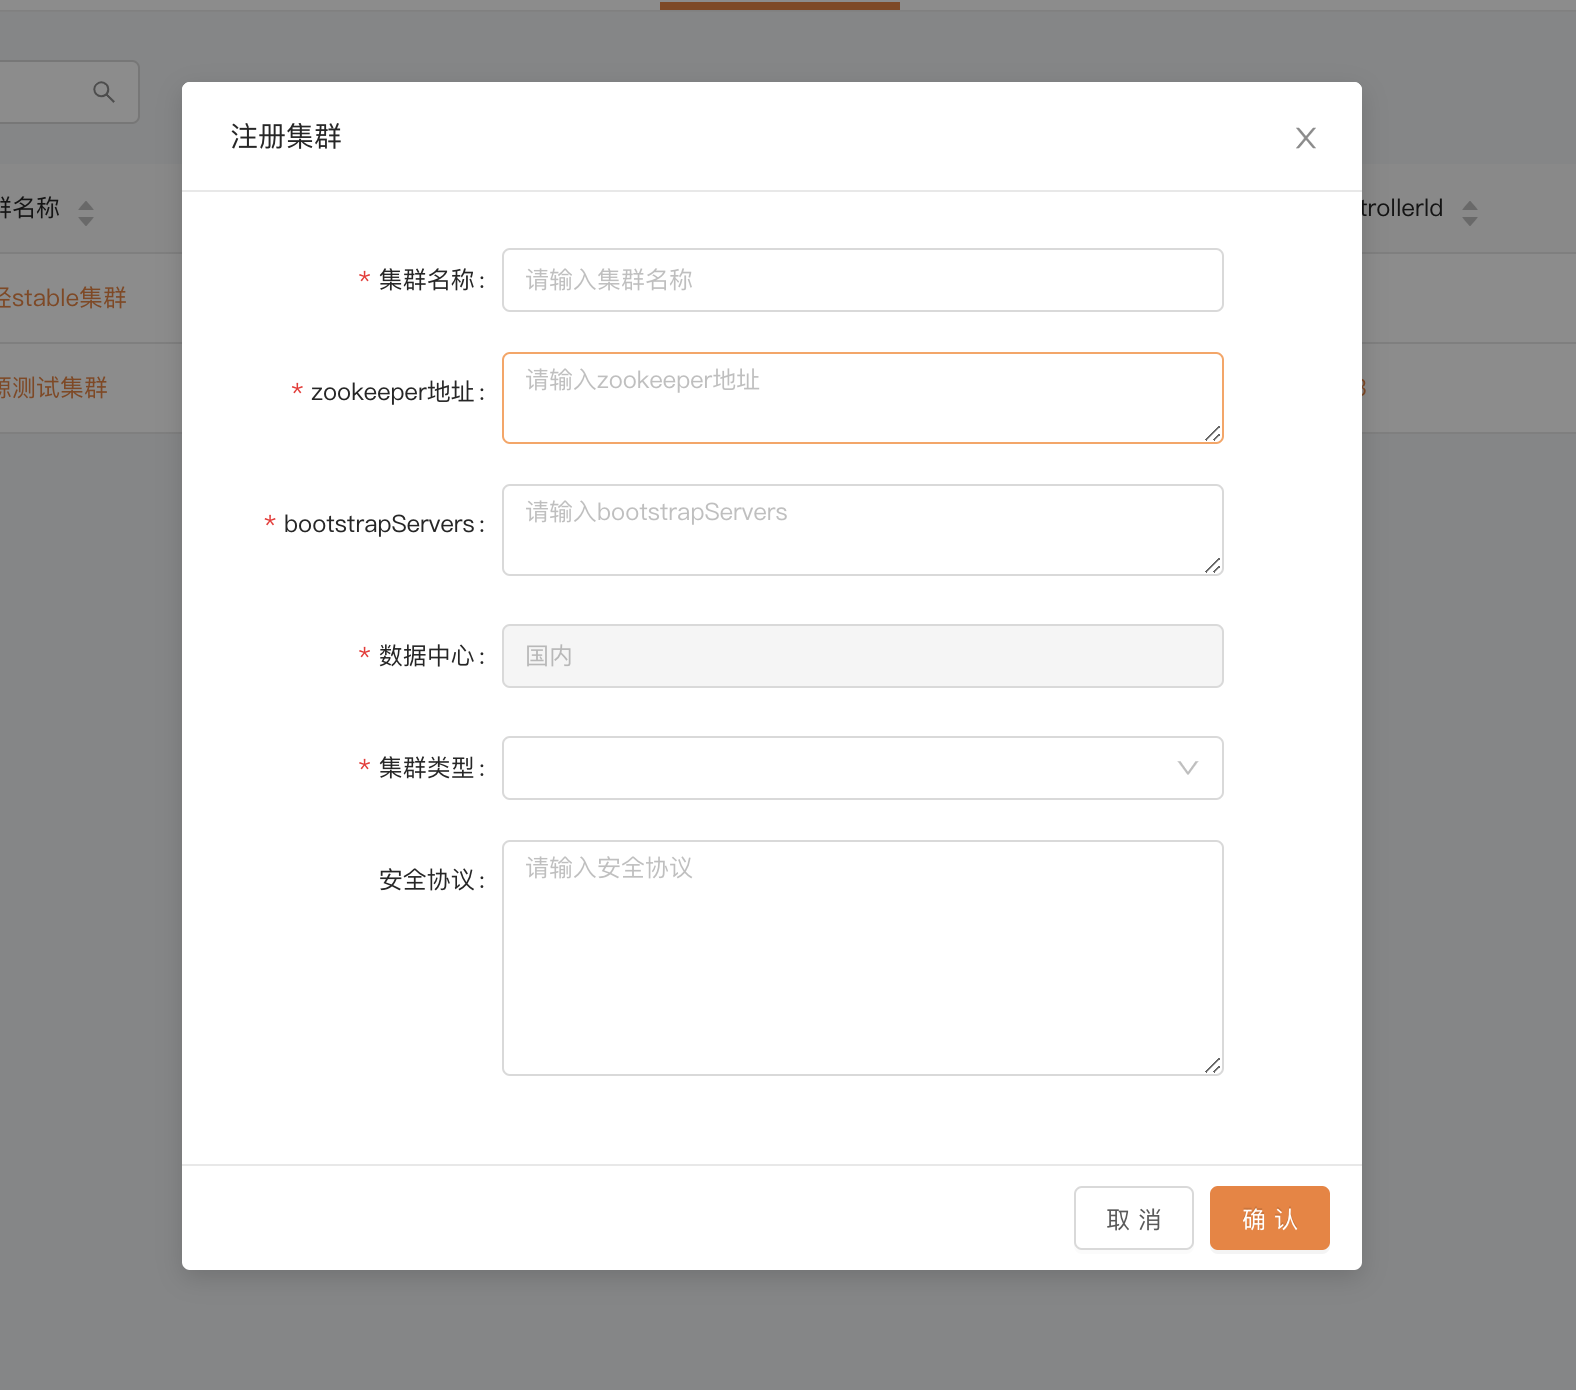 注册集群
群名称
trollerId
stable集群
源测试集群
* 集群名称:
请输入集群名称
* zookeeper地址:
请输入zookeeper地址
* bootstrapServers:
请输入bootstrapServers
* 数据中心:
国内
* 集群类型:
安全协议:
请输入安全协议
取 消
确 认